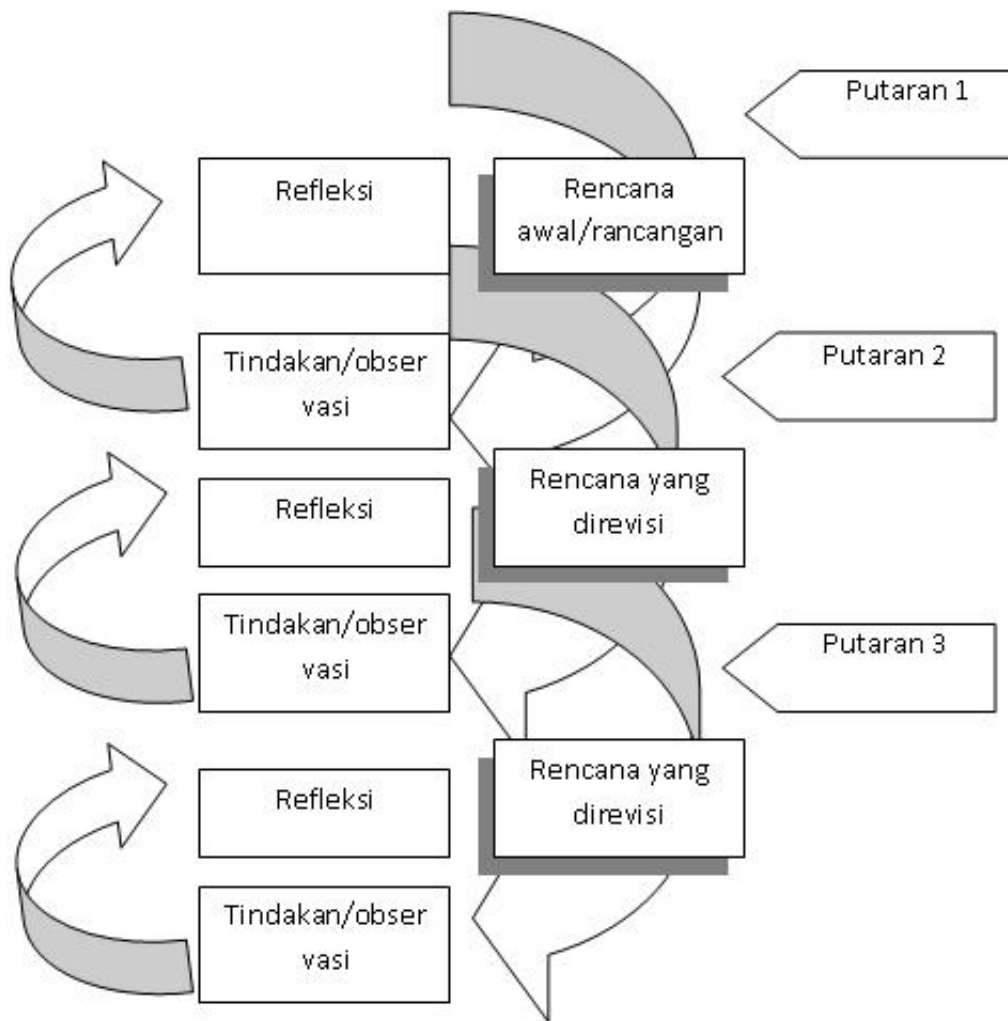 Putaran 1
Refleksi
Rencana
awal/rancangan
Tindakan/obser
vasi
Putaran 2
Refleksi
Rencana yang
direvisi
Tindakan/obser
vasi
Putaran 3
Refleksi
Rencana yang
direvisi
Tindakan/obser
vasi